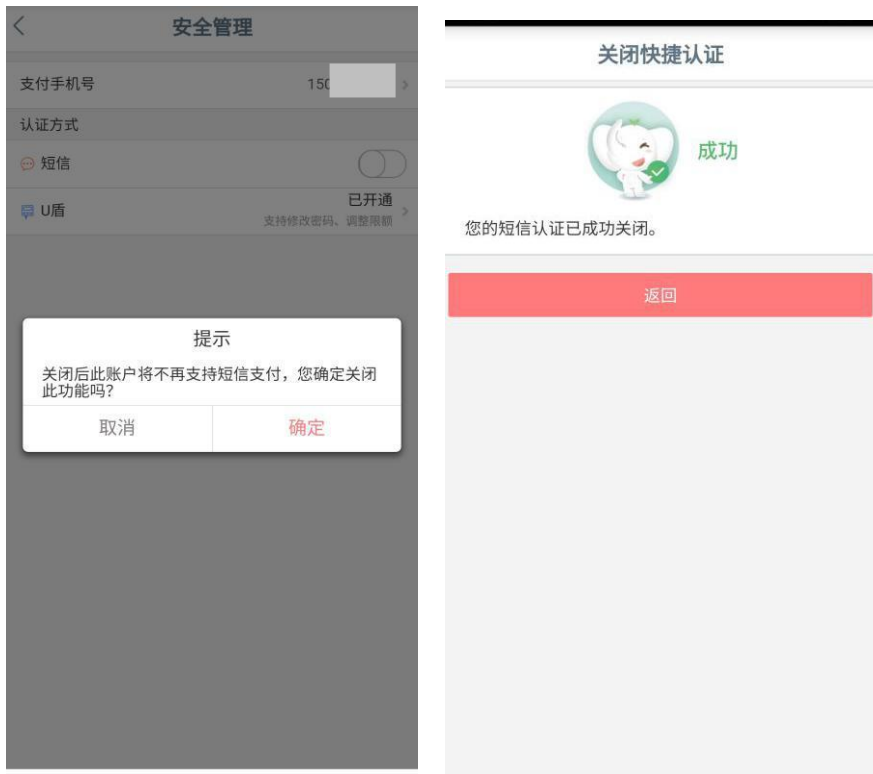 安全管理
支付手机号 150
认证方式
短信
U盾 已开通
支持修改密码、调整限额
提示
关闭后此账户将不再支持短信支付，您确定关闭
此功能吗？
取消 确定
关闭快捷认证
成功
您的短信认证已成功关闭。
返回